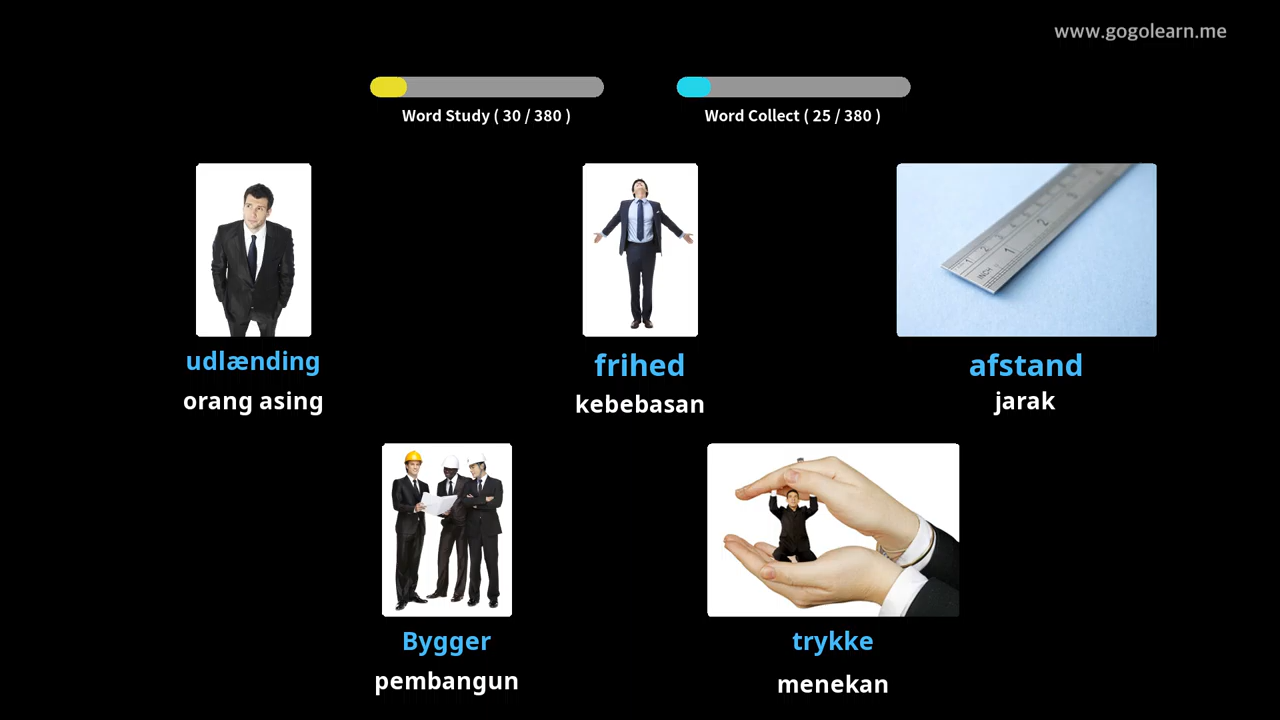 www.gogolearn.me
Word Study ( 30 / 380 )
Word Collect ( 25 / 380 )
udlænding
orang asing
frihed
kebebasan
afstand
jarak
Bygger
pembangun
trykke
menekan